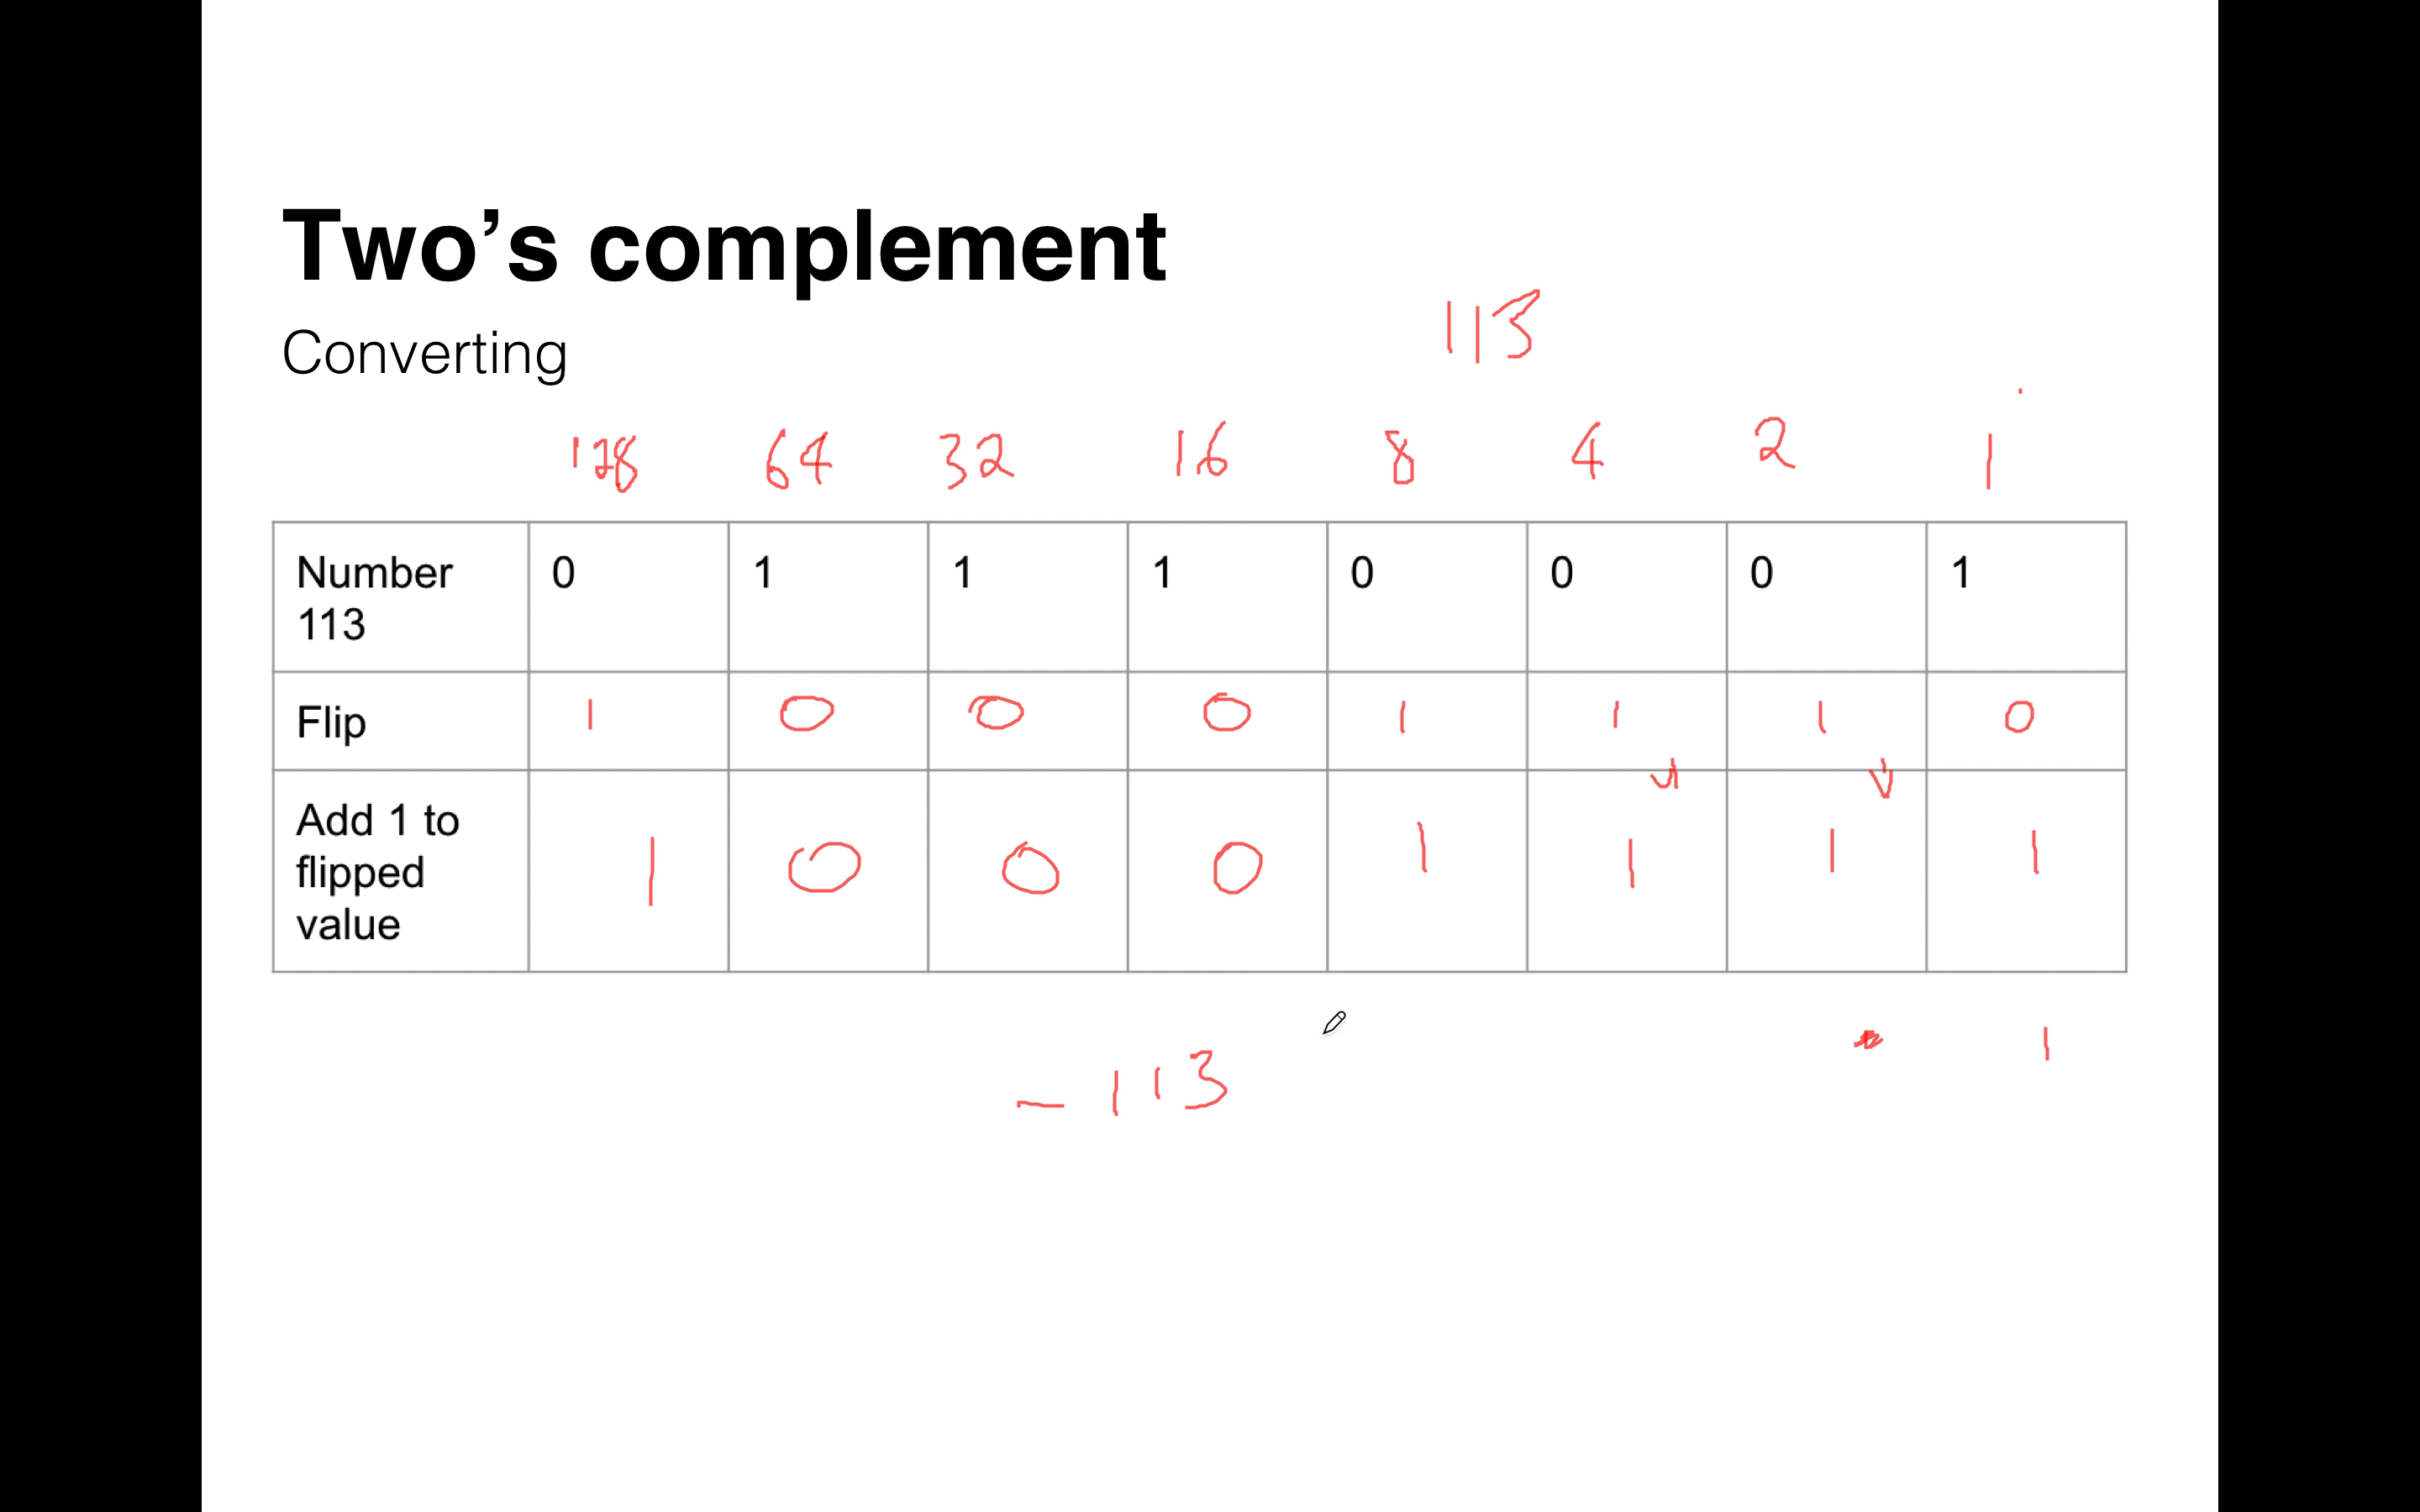 Two's complement
113
Converting
128 64 32 16 8 4 2 1
Number 0 1 1 1 0 0 0 1
113
Flip 1 0 0 0 1 1 1 0
Add 1 to
flipped 1 0 0 0 1 1 1 1
value
1
-113